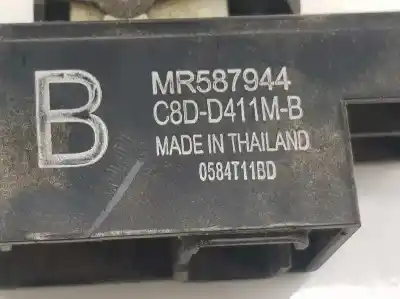 B
MR587944
C8D-D411M-B
MADE IN THAILAND
0584T11BD